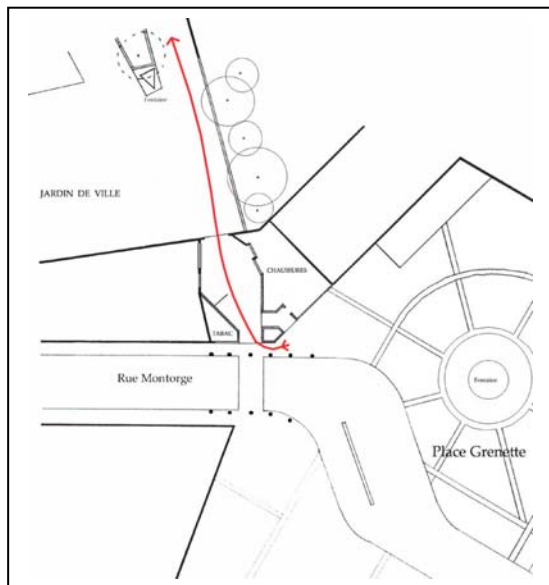 Fontaine
JARDIN DE VILLE
CHAUSSURES
TABAC
Rue Montorge
Fontaine
Place Grenette